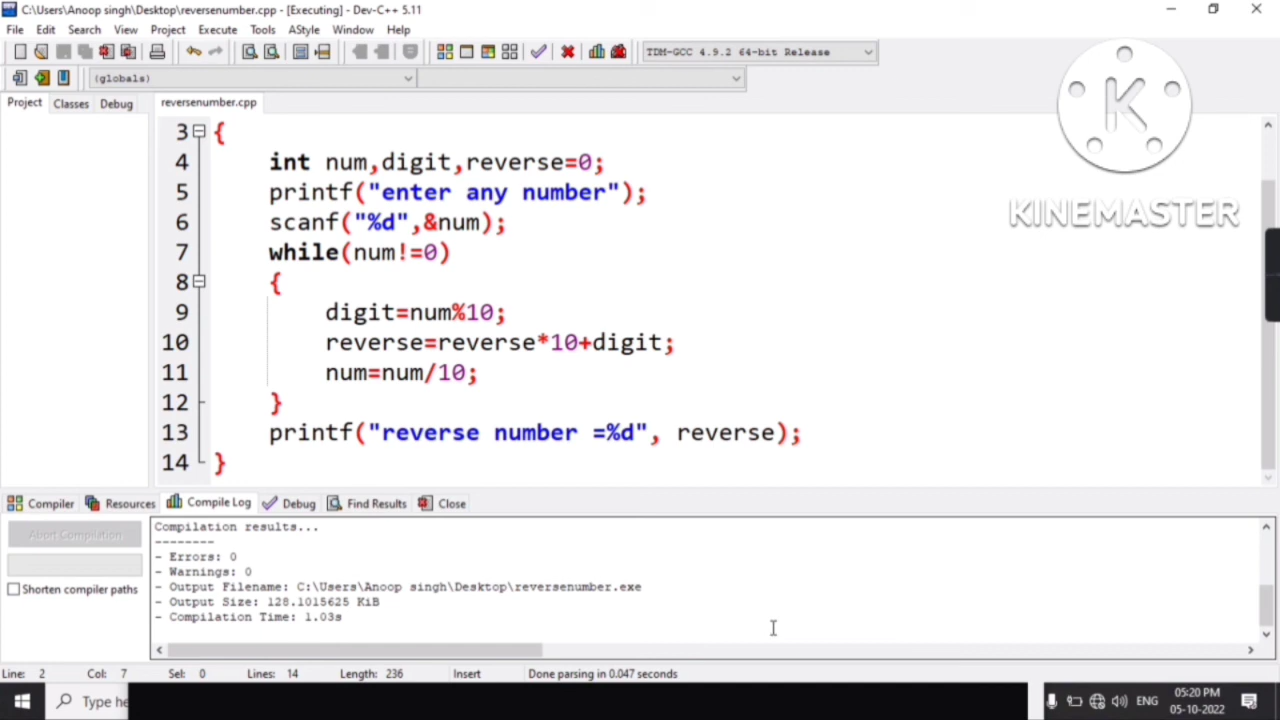 C:\Users\Anoop singh\Desktop\reversenumber.cpp - [Executing] - Dev-C++ 5.11
File Edit Search View Project Execute Tools AStyle Window Help
TDM-GCC 4.9.2 64-bit Release
(globals)
Project Classes Debug reversenumber.cpp
K
KINEMASTER
3 {
4 int num,digit,reverse=0;
5 printf("enter any number");
6 scanf("%d",&num);
7 while(num!=0)
8 {
9 digit=num%10;
10 reverse=reverse*10+digit;
11 num=num/10;
12 }
13 printf("reverse number =%d", reverse);
14 }
Compiler Resources Compile Log Debug Find Results Close
Abort Compilation
Shorten compiler paths
Compilation results...
--------
- Errors: 0
- Warnings: 0
- Output Filename: C:\Users\Anoop singh\Desktop\reversenumber.exe
- Output Size: 128.1015625 KiB
- Compilation Time: 1.03s
Line: 2 Col: 7 Sel: 0 Lines: 14 Length: 236 Insert Done parsing in 0.047 seconds
Type he
ENG
05:20 PM
05-10-2022